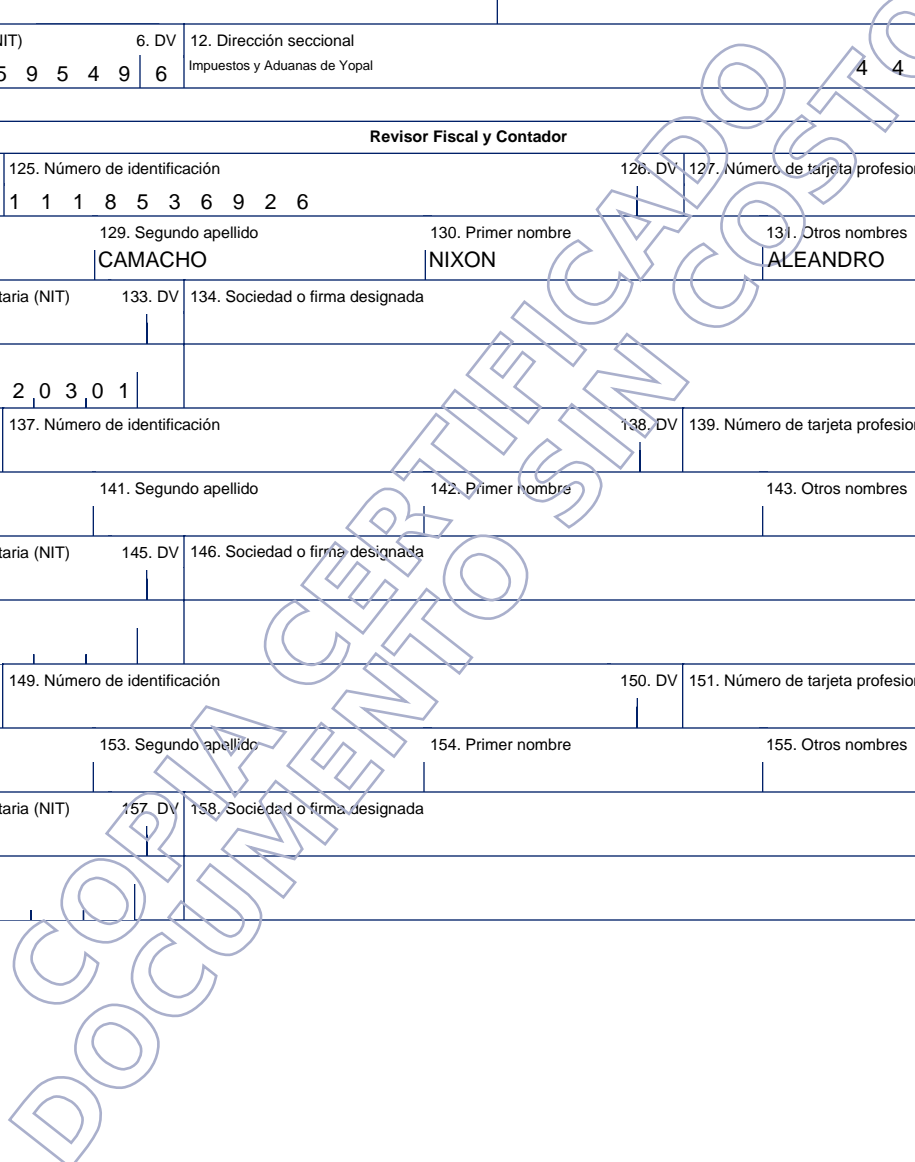 (NIT) 6. DV 12. Dirección seccional
5 9 5 4 9 6 Impuestos y Aduanas de Yopal 4 4
Revisor Fiscal y Contador
125. Número de identificación 126. DV 127. Número de tarjeta profesion
1 1 1 8 5 3 6 9 2 6
129. Segundo apellido 130. Primer nombre 131. Otros nombres
CAMACHO NIXON ALEANDRO
taria (NIT) 133. DV 134. Sociedad o firma designada
2 0 3 0 1
137. Número de identificación 138. DV 139. Número de tarjeta profesion
141. Segundo apellido 142. Primer nombre 143. Otros nombres
taria (NIT) 145. DV 146. Sociedad o firma designada
149. Número de identificación 150. DV 151. Número de tarjeta profesion
153. Segundo apellido 154. Primer nombre 155. Otros nombres
taria (NIT) 157. DV 158. Sociedad o firma designada
COPIA CERTIFICADO
DOCUMENTO SIN COSTO